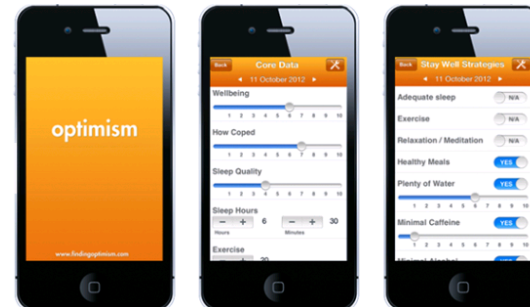 optimism
www.findingoptimism.com
Back Core Data
11 October 2012
Wellbeing
1 2 3 4 5 6 7 8 9 10
How Coped
1 2 3 4 5 6 7 8 9 10
Sleep Quality
1 2 3 4 5 6 7 8 9 10
Sleep Hours
− + 6 − + 30
Hours Minutes
Exercise
30
Back Stay Well Strategies
11 October 2012
Adequate sleep N/A
Exercise N/A
Relaxation / Meditation N/A
Healthy Meals YES
Plenty of Water YES
1 2 3 4 5 6 7 8 9 10
Minimal Caffeine YES
1 2 3 4 5 6 7 8 9 10
Minimal Alcohol